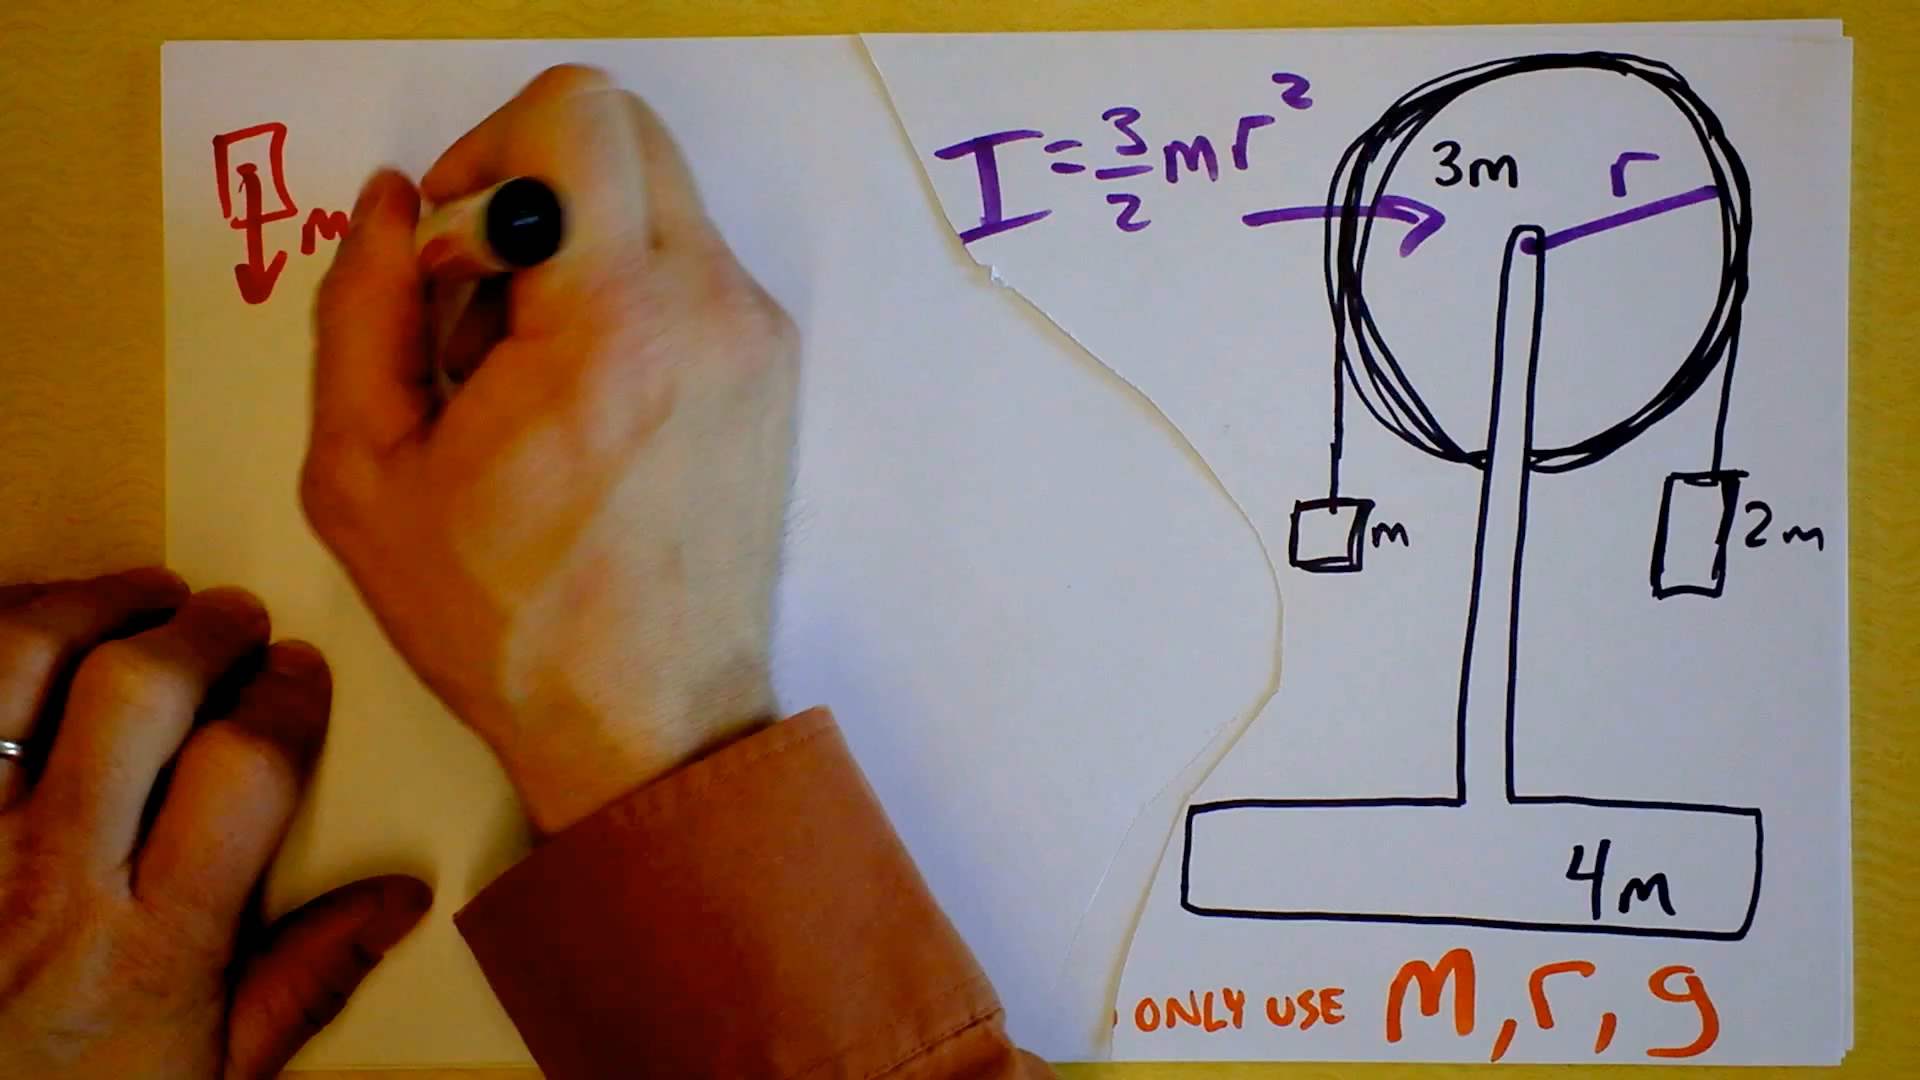 m
I = 3/2 mr²
3m
r
m
2m
4m
ONLY USE m, r, g